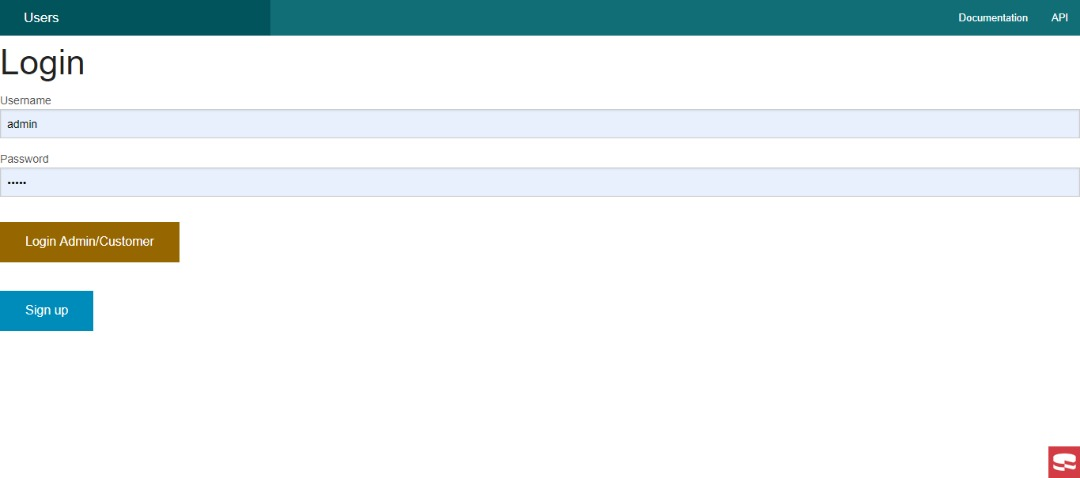 Users
Documentation
API
Login
Username
admin
Password
•••••
Login Admin/Customer
Sign up